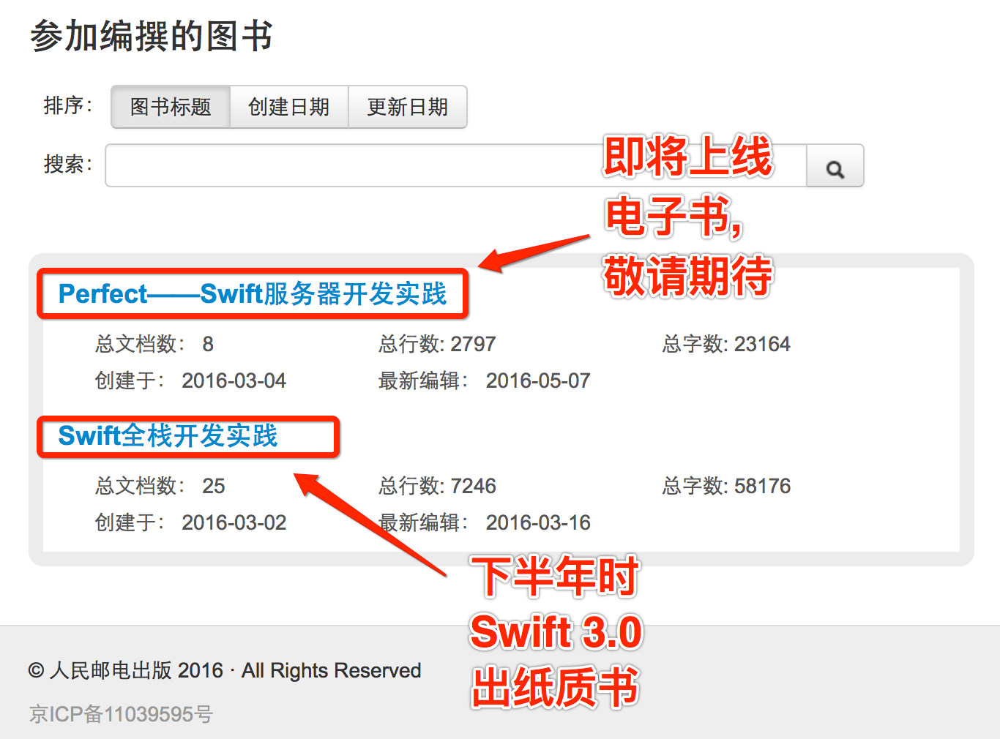 参加编撰的图书
排序： 图书标题 创建日期 更新日期
搜索：
即将上线
电子书，
敬请期待
Perfect——Swift服务器开发实践
总文档数： 8 总行数: 2797 总字数: 23164
创建于： 2016-03-04 最新编辑： 2016-05-07
Swift全栈开发实践
总文档数： 25 总行数: 7246 总字数: 58176
创建于： 2016-03-02 最新编辑： 2016-03-16
下半年时
Swift 3.0
出纸质书
© 人民邮电出版 2016 · All Rights Reserved
京ICP备11039595号